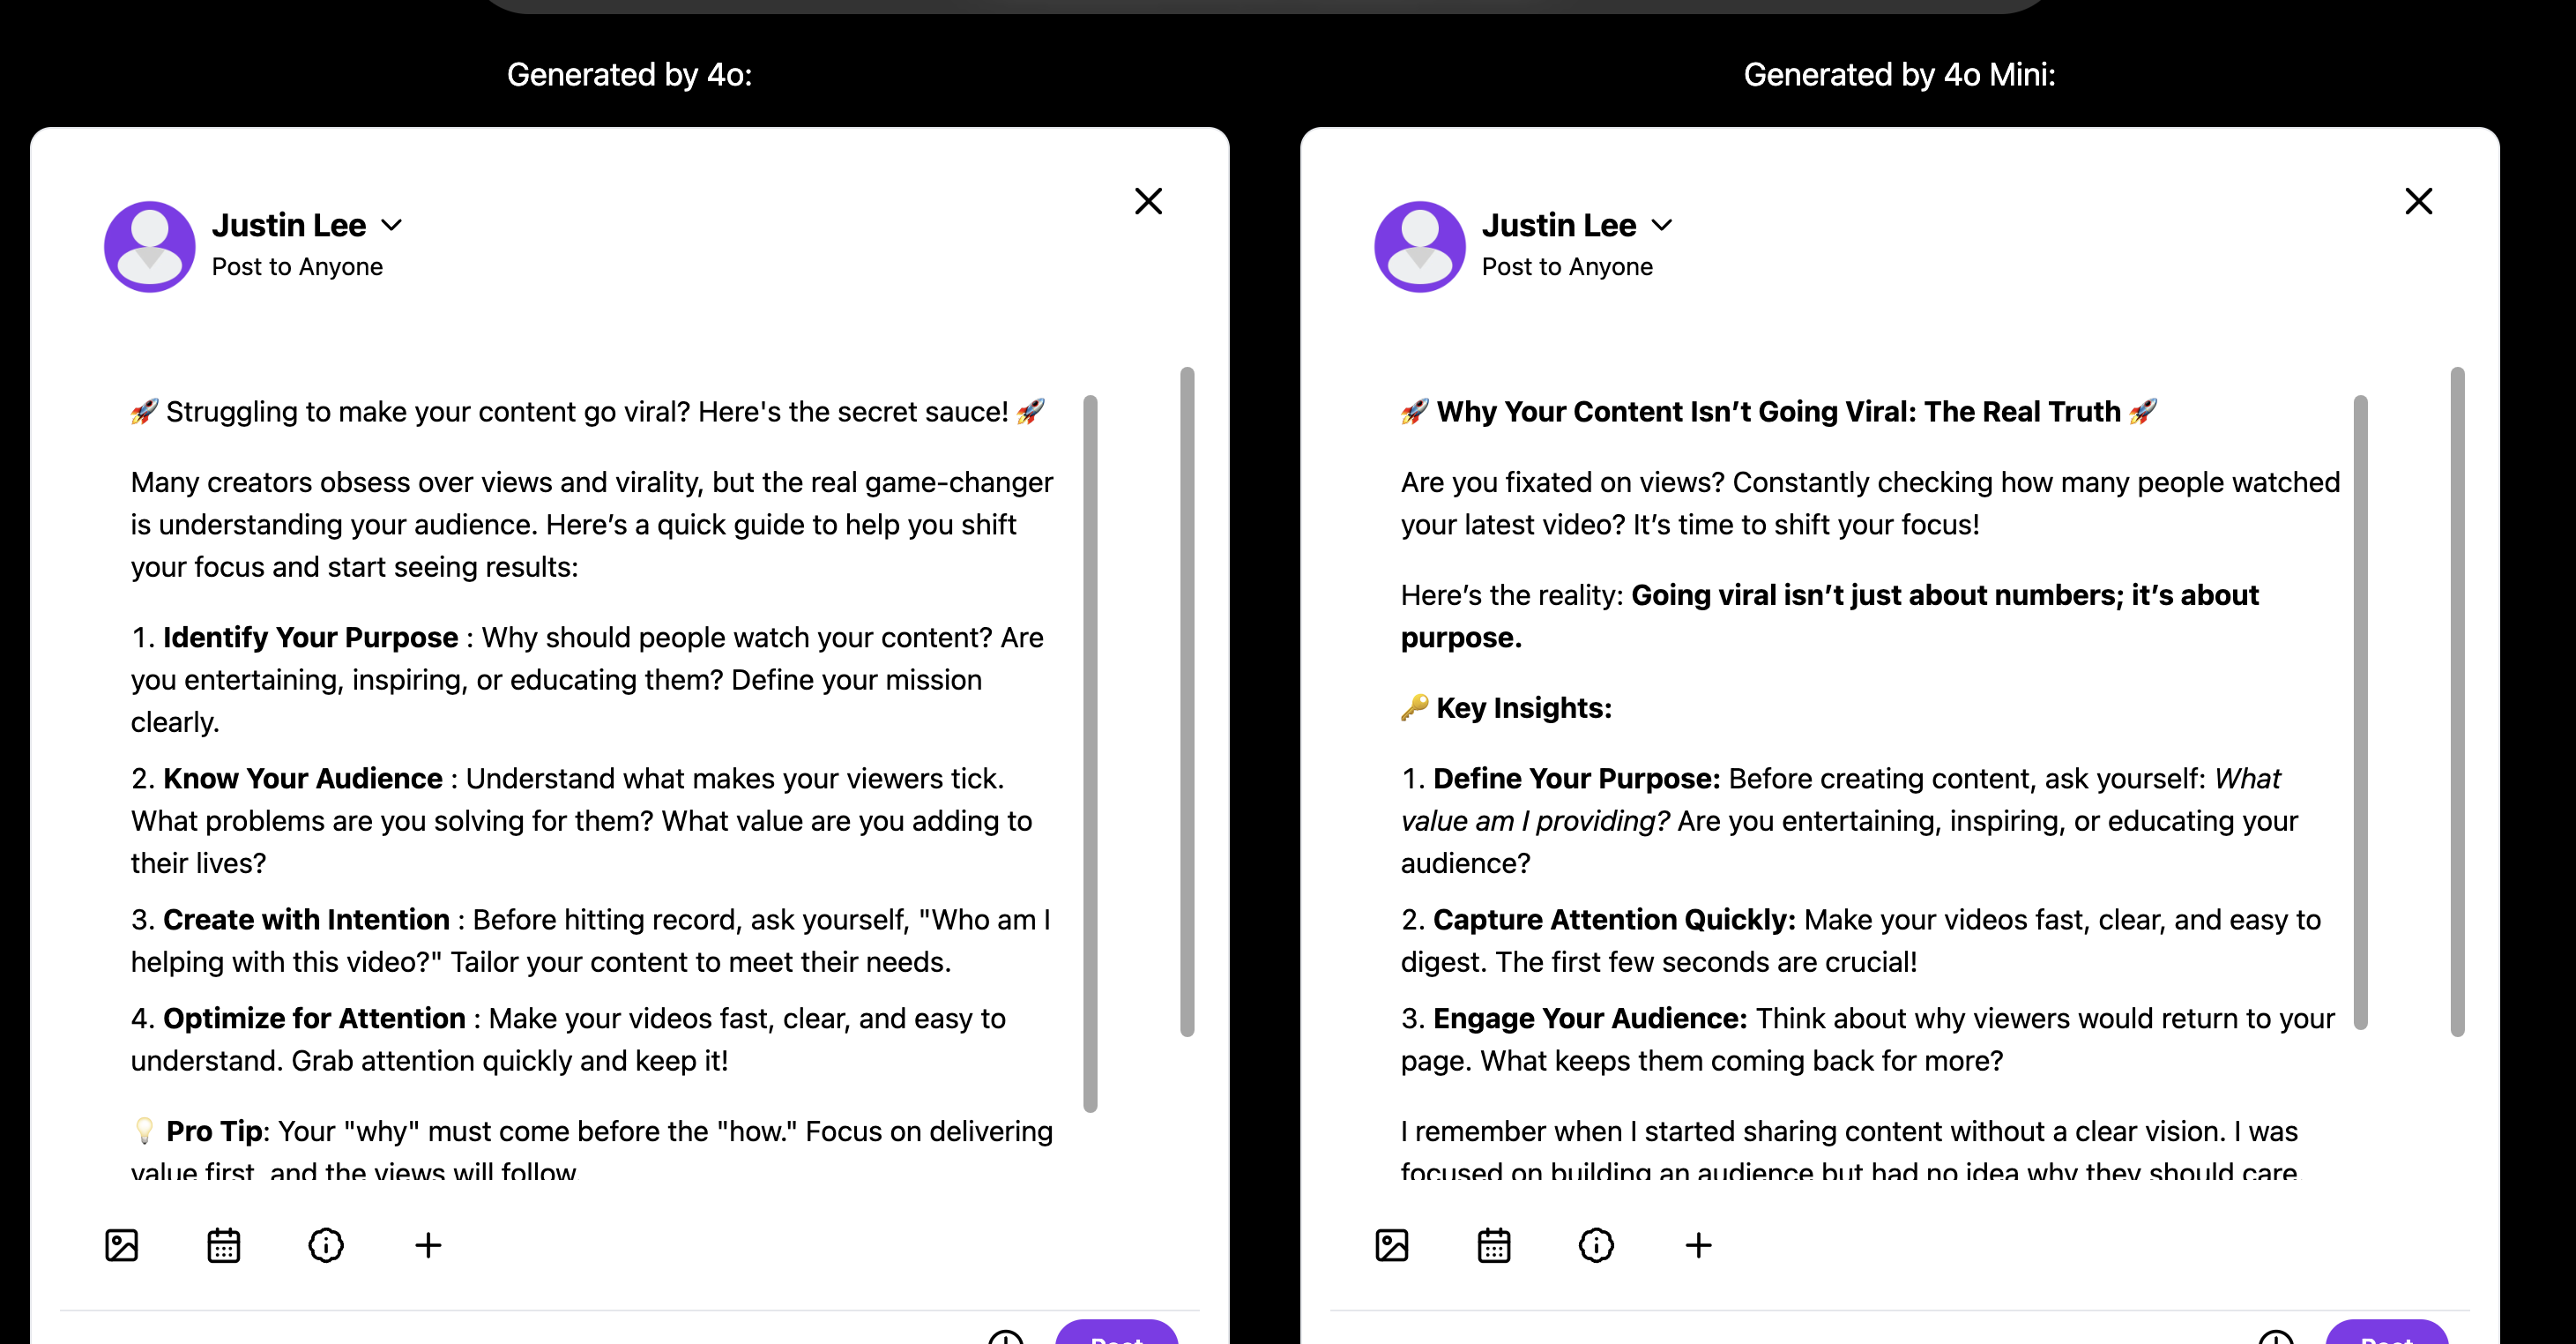 Generated by 4o:
Justin Lee
Post to Anyone
🚀 Struggling to make your content go viral? Here's the secret sauce! 🚀
Many creators obsess over views and virality, but the real game-changer
is understanding your audience. Here’s a quick guide to help you shift
your focus and start seeing results:
1. Identify Your Purpose : Why should people watch your content? Are
you entertaining, inspiring, or educating them? Define your mission
clearly.
2. Know Your Audience : Understand what makes your viewers tick.
What problems are you solving for them? What value are you adding to
their lives?
3. Create with Intention : Before hitting record, ask yourself, "Who am I
helping with this video?" Tailor your content to meet their needs.
4. Optimize for Attention : Make your videos fast, clear, and easy to
understand. Grab attention quickly and keep it!
💡 Pro Tip: Your "why" must come before the "how." Focus on delivering
value first, and the views will follow.
Post
Generated by 4o Mini:
Justin Lee
Post to Anyone
🚀 Why Your Content Isn’t Going Viral: The Real Truth 🚀
Are you fixated on views? Constantly checking how many people watched
your latest video? It’s time to shift your focus!
Here’s the reality: Going viral isn’t just about numbers; it’s about
purpose.
🔑 Key Insights:
1. Define Your Purpose: Before creating content, ask yourself: What
value am I providing? Are you entertaining, inspiring, or educating your
audience?
2. Capture Attention Quickly: Make your videos fast, clear, and easy to
digest. The first few seconds are crucial!
3. Engage Your Audience: Think about why viewers would return to your
page. What keeps them coming back for more?
I remember when I started sharing content without a clear vision. I was
focused on building an audience but had no idea why they should care.
Post